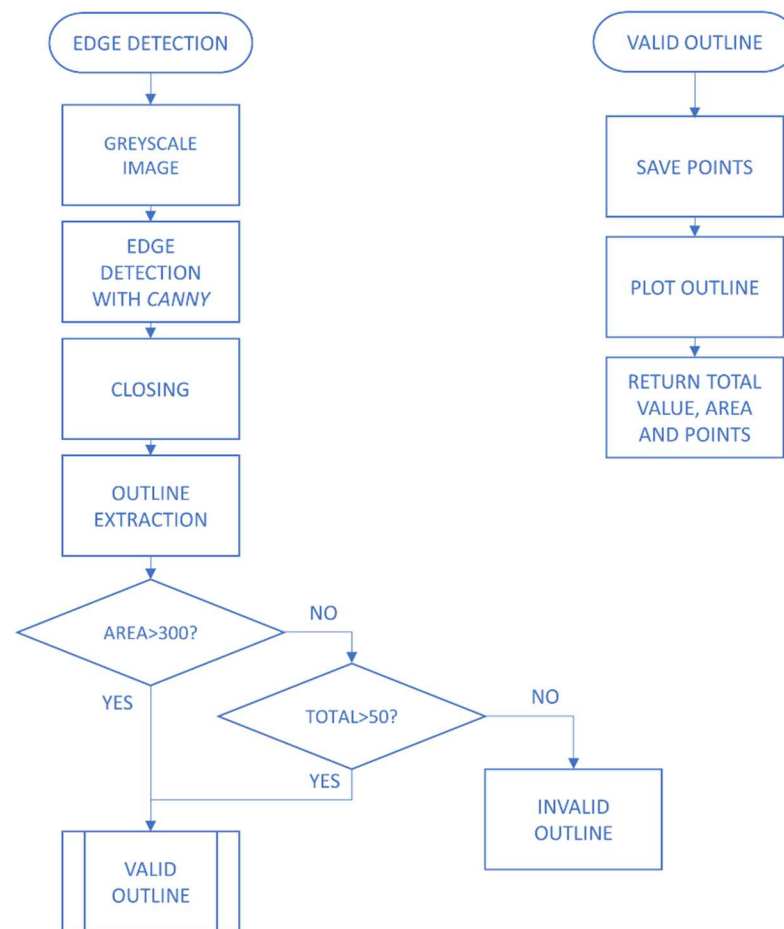 EDGE DETECTION
GREYSCALE
IMAGE
EDGE
DETECTION
WITH CANNY
CLOSING
OUTLINE
EXTRACTION
AREA>300?
NO
YES
TOTAL>50?
NO
YES
INVALID
OUTLINE
VALID
OUTLINE
VALID OUTLINE
SAVE POINTS
PLOT OUTLINE
RETURN TOTAL
VALUE, AREA
AND POINTS